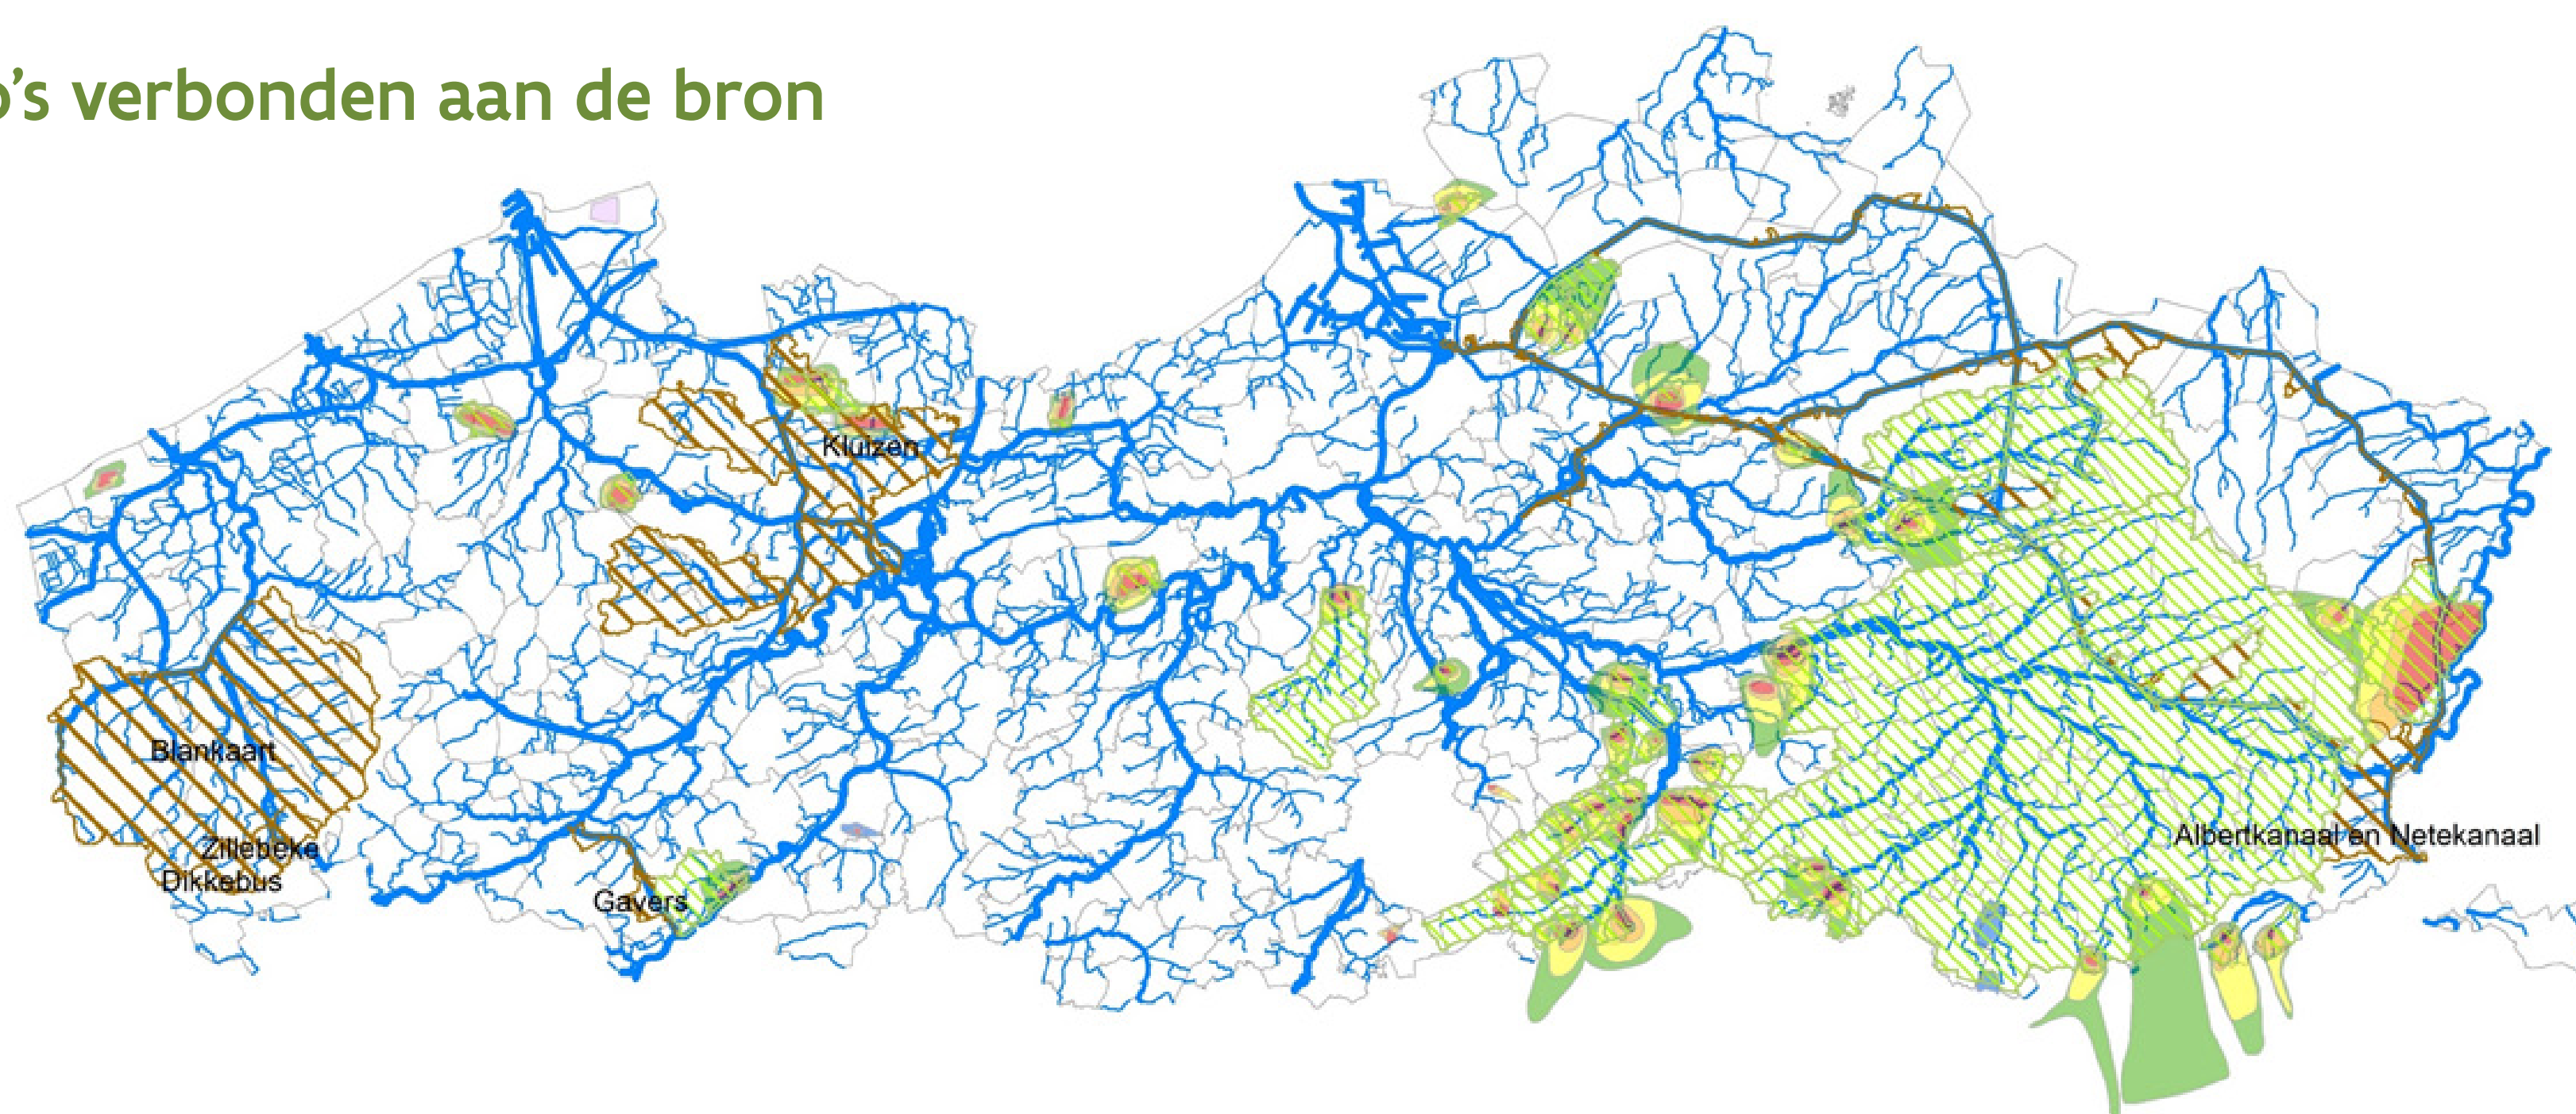 o's verbonden aan de bron
Kluizen
Blankaart
Zillebeke
Dikkebus
Gavers
Albertkanaal en Netekanaal